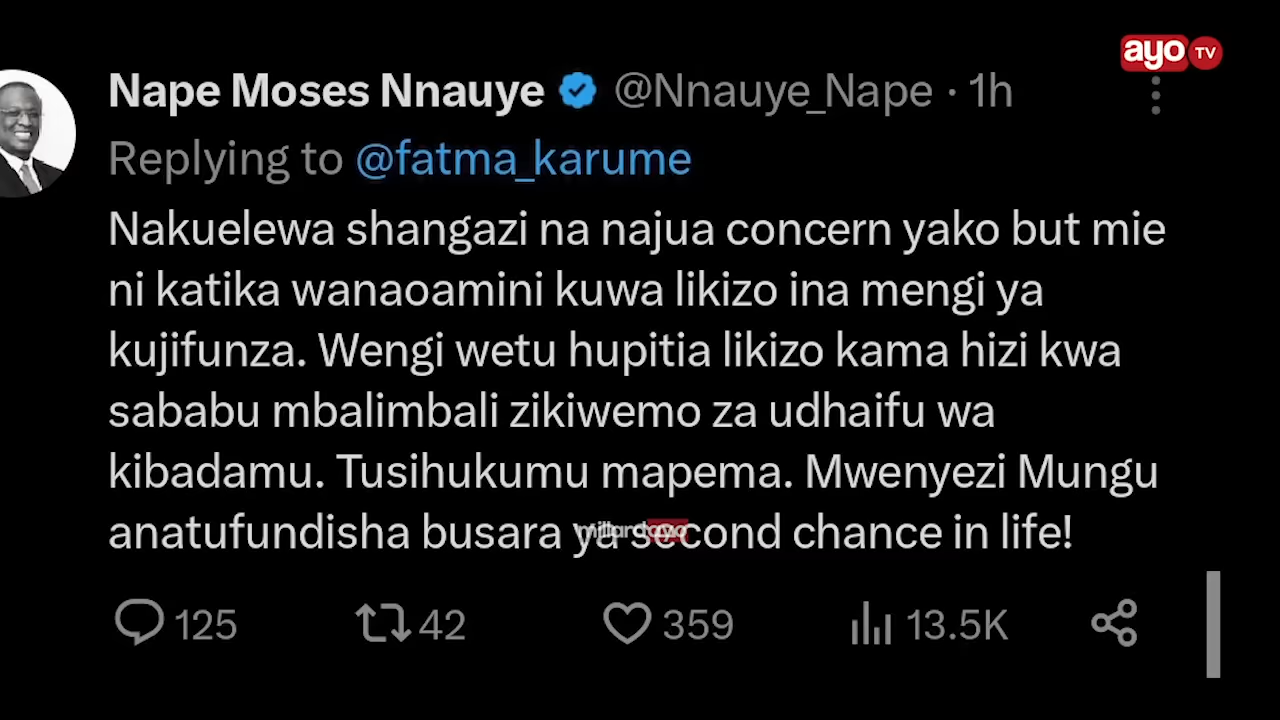 ayo TV
Nape Moses Nnauye @Nnauye_Nape · 1h
Replying to @fatma_karume
Nakuelewa shangazi na najua concern yako but mie
ni katika wanaoamini kuwa likizo ina mengi ya
kujifunza. Wengi wetu hupitia likizo kama hizi kwa
sababu mbalimbali zikiwemo za udhaifu wa
kibadamu. Tusihukumu mapema. Mwenyezi Mungu
anatufundisha busara ya second chance in life!
millardayo
125 42 359 13.5K